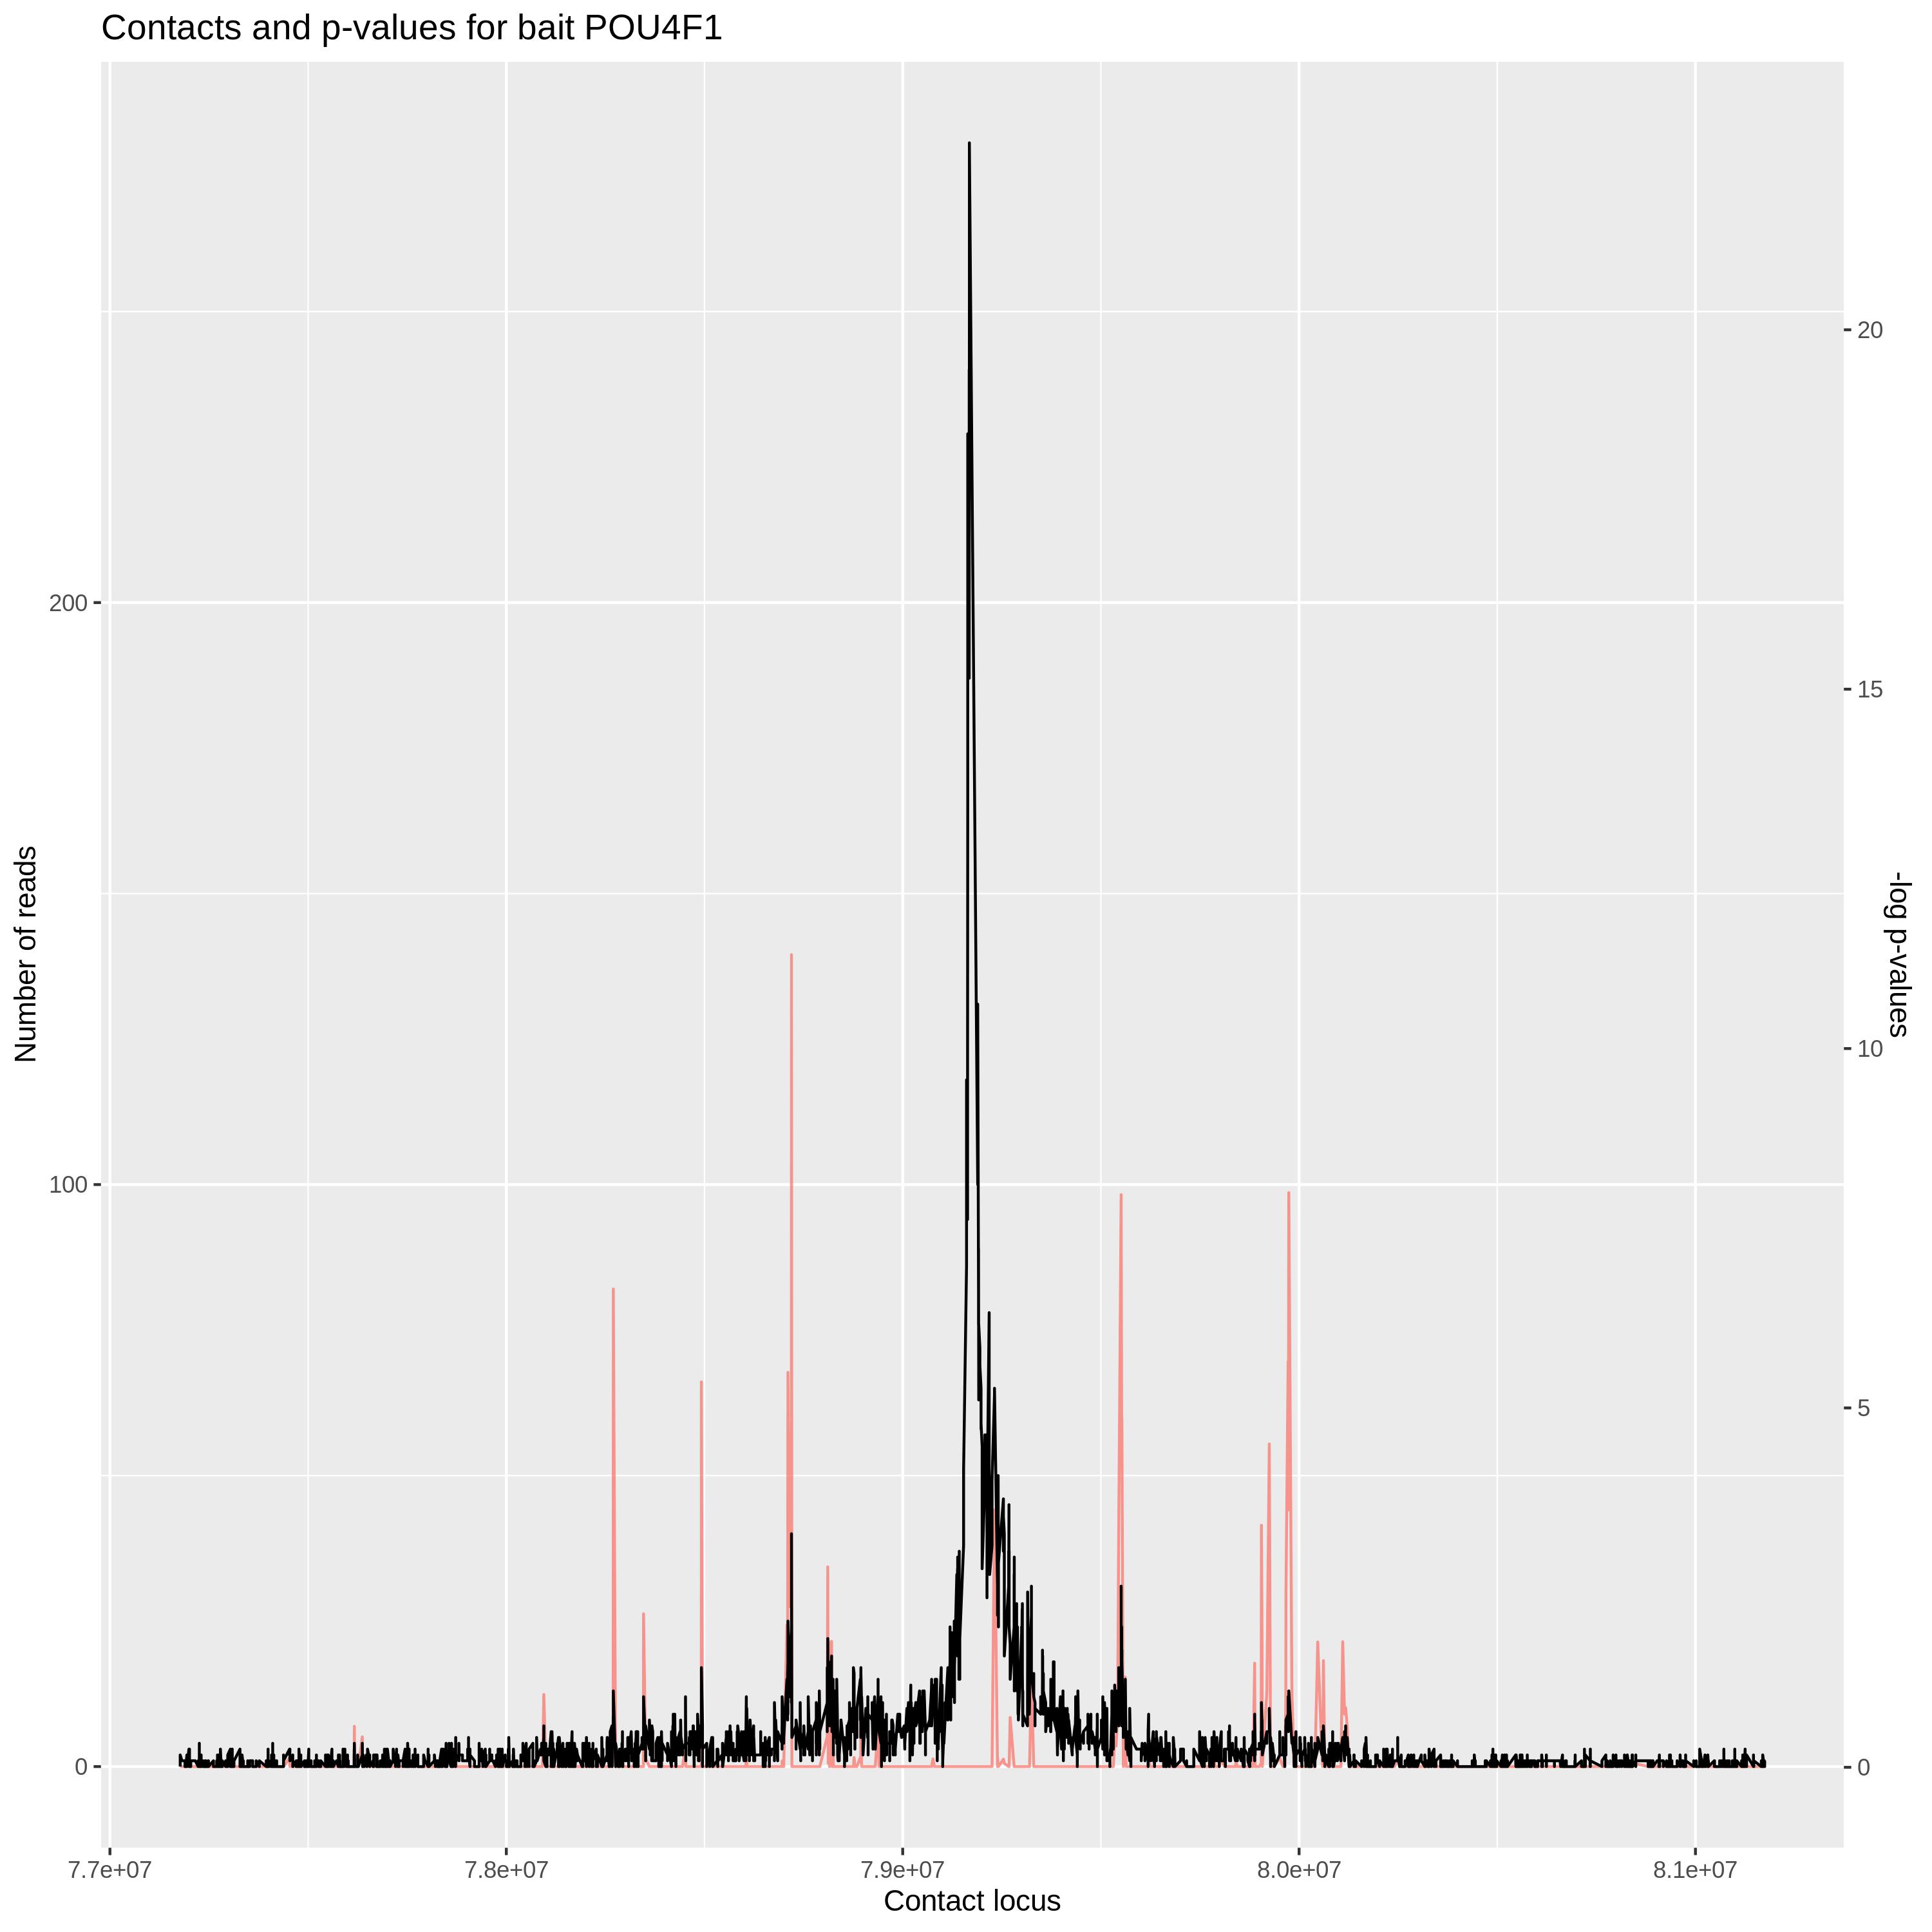 Contacts and p-values for bait POU4F1
Number of reads
200
100
0
20
15
10
5
0
-log p-values
7.7e+07
7.8e+07
7.9e+07
8.0e+07
8.1e+07
Contact locus